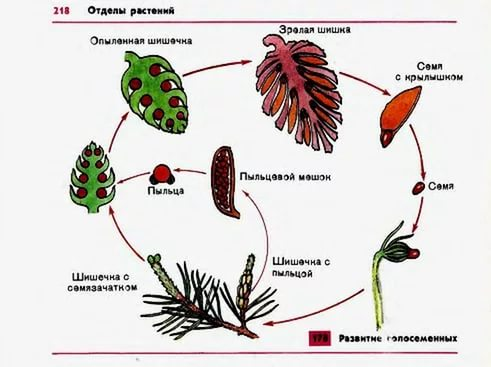 218 Отделы растений
Опыленная шишечка
Зрелая шишка
Семя
с крылышком
Пыльца
Пыльцевой мешок
Семя
Шишечка с
семязачатком
Шишечка с
пыльцой
178 Развитие голосеменных